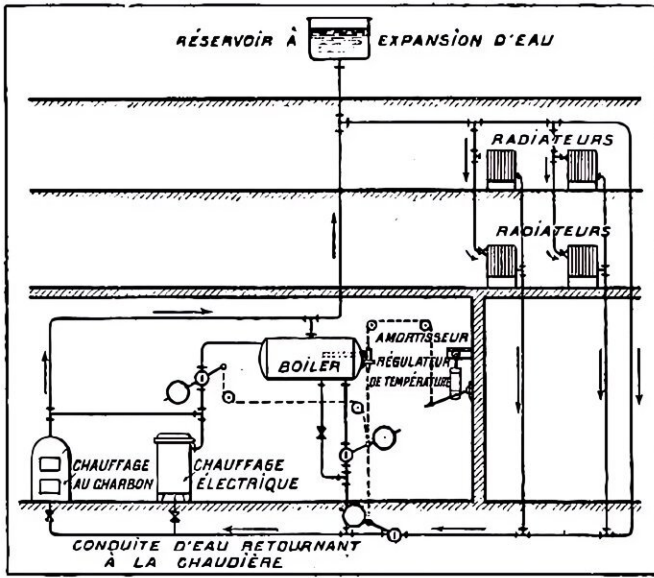 RÉSERVOIR À EXPANSION D'EAU
RADIATEURS
RADIATEURS
AMORTISSEUR
BOILER
RÉGULATEUR
DE TEMPÉRATURE
CHAUFFAGE
AU CHARBON
CHAUFFAGE
ÉLECTRIQUE
CONDUITE D'EAU RETOURNANT
À LA CHAUDIÈRE